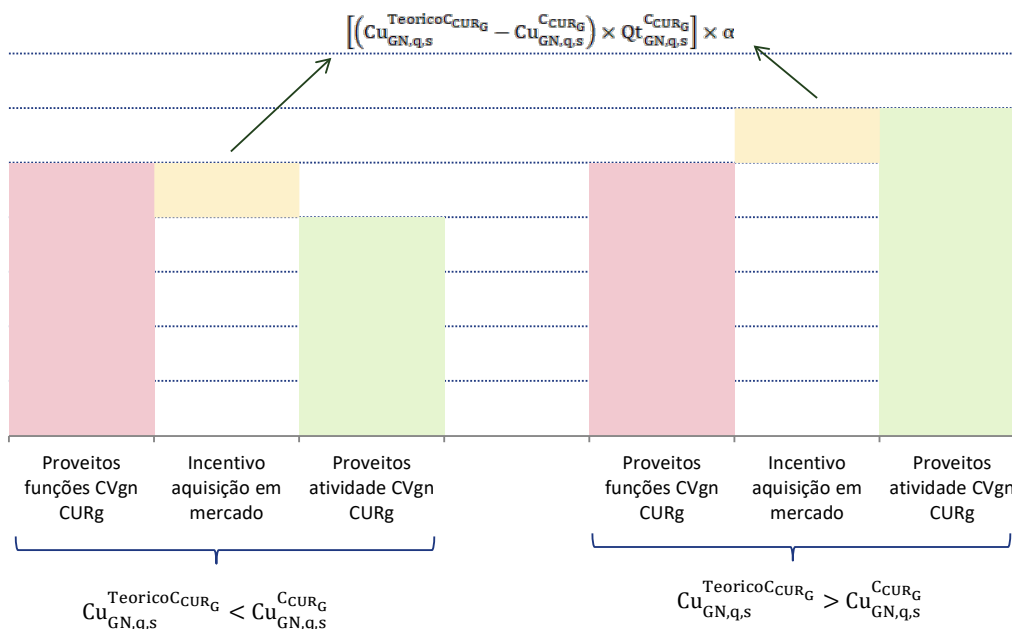 [(Cu_{GN,q,s}^{TeoricoC_{CUR_G}} − Cu_{GN,q,s}^{C_{CUR_G}}) × Qt_{GN,q,s}^{C_{CUR_G}}] × α
Proveitos
funções CVgn
CURg
Incentivo
aquisição em
mercado
Proveitos
atividade CVgn
CURg
Proveitos
funções CVgn
CURg
Incentivo
aquisição em
mercado
Proveitos
atividade CVgn
CURg
Cu_{GN,q,s}^{TeoricoC_{CUR_G}} < Cu_{GN,q,s}^{C_{CUR_G}}
Cu_{GN,q,s}^{TeoricoC_{CUR_G}} > Cu_{GN,q,s}^{C_{CUR_G}}